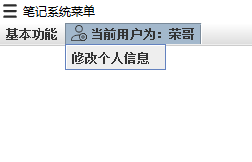 笔记系统菜单
基本功能 当前用户为：荣哥
修改个人信息